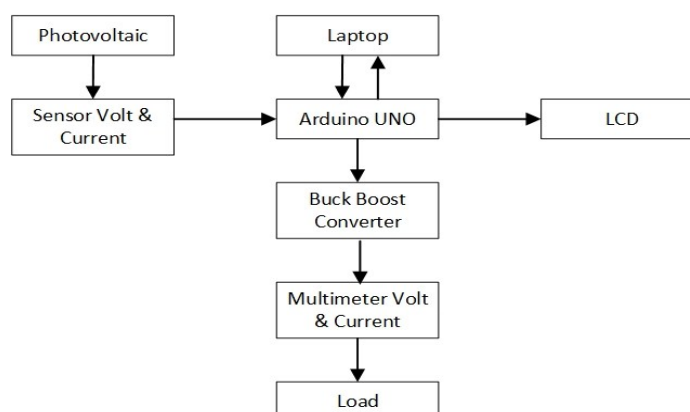 Photovoltaic
Laptop
Sensor Volt &
Current
Arduino UNO
LCD
Buck Boost
Converter
Multimeter Volt
& Current
Load